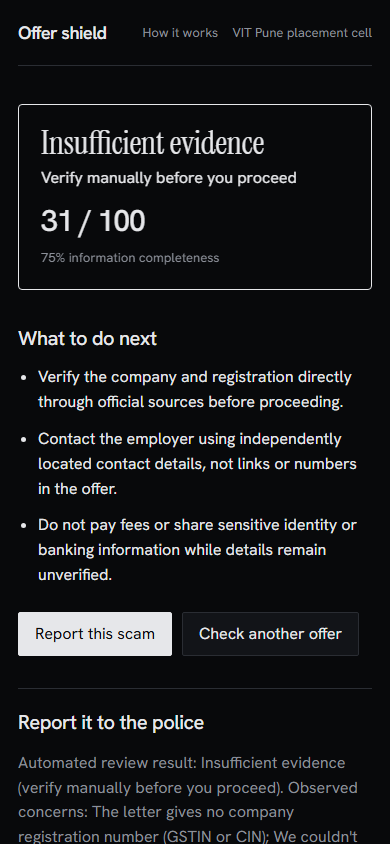 Offer shield
How it works
VIT Pune placement cell
Insufficient evidence
Verify manually before you proceed
31 / 100
75% information completeness
What to do next
• Verify the company and registration directly
through official sources before proceeding.
• Contact the employer using independently
located contact details, not links or numbers
in the offer.
• Do not pay fees or share sensitive identity or
banking information while details remain
unverified.
Report this scam
Check another offer
Report it to the police
Automated review result: Insufficient evidence
(verify manually before you proceed). Observed
concerns: The letter gives no company
registration number (GSTIN or CIN); We couldn't